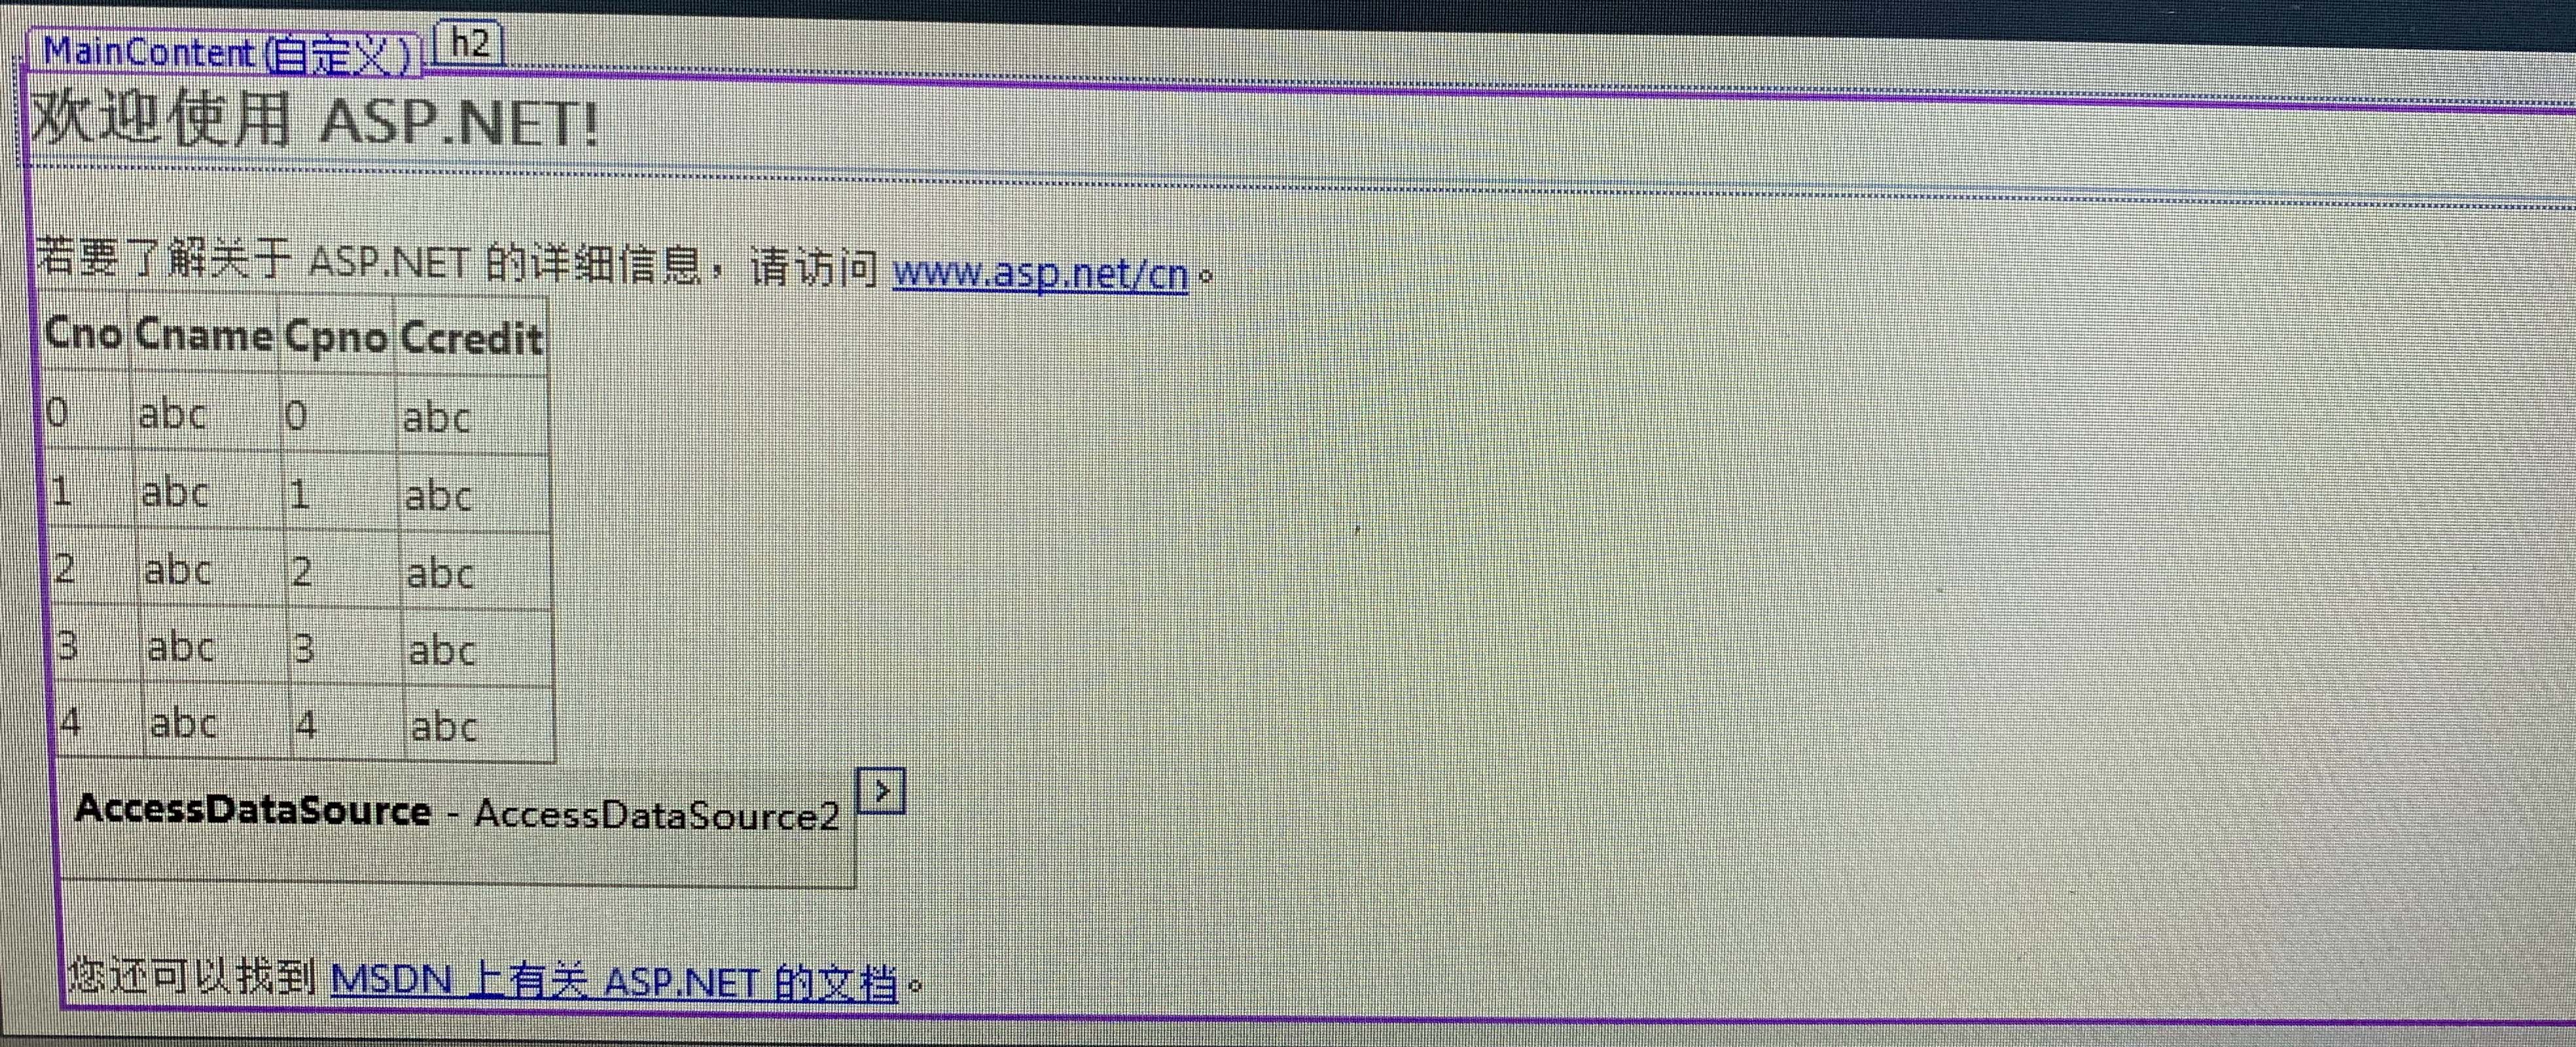 MainContent (自定义) h2
欢迎使用 ASP.NET!
若要了解关于 ASP.NET 的详细信息，请访问 www.asp.net/cn。
Cno Cname Cpno Ccredit
0 abc 0 abc
1 abc 1 abc
2 abc 2 abc
3 abc 3 abc
4 abc 4 abc
AccessDataSource - AccessDataSource2 >
您还可以找到 MSDN 上有关 ASP.NET 的文档。